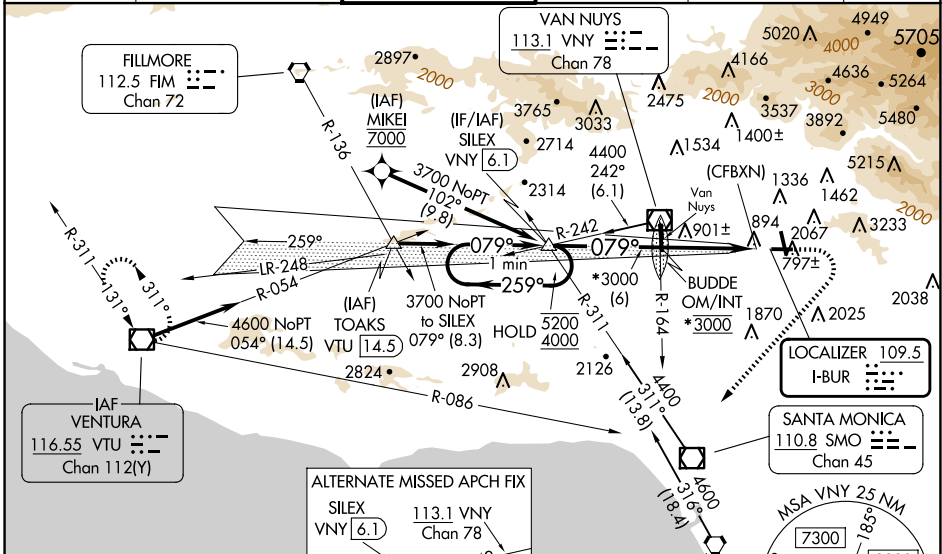 FILLMORE
112.5 FIM
Chan 72
VAN NUYS
113.1 VNY
Chan 78
2897
2000
5020
4949
4000
5705
4166
2475
2000
4636
5264
3000
3537
3892
5480
3765
3033
1400±
2714
1534
5215
(IAF)
MIKEI
7000
(IF/IAF)
SILEX
VNY 6.1
4400
242°
(6.1)
R-136
3700 NoPT
102°
(9.8)
2314
(CFBXN)
1336
1462
2000
Van
Nuys
R-242
901±
894
2067
3233
797±
R-311
259°
LR-248
079°
1 min
259°
079°
*3000
(6)
BUDDE
OM/INT
*3000
R-164
2038
131°
311°
R-054
4600 NoPT
054° (14.5)
(IAF)
TOAKS
VTU 14.5
3700 NoPT
to SILEX
079° (8.3)
HOLD
5200
4000
R-311
1870
2025
2824
2908
2126
LOCALIZER 109.5
I-BUR
R-086
4400
311°
(13.8)
IAF
VENTURA
116.55 VTU
Chan 112(Y)
SANTA MONICA
110.8 SMO
Chan 45
4600
316°
(18.4)
ALTERNATE MISSED APCH FIX
SILEX
VNY 6.1
113.1 VNY
Chan 78
MSA VNY 25 NM
7300
185°